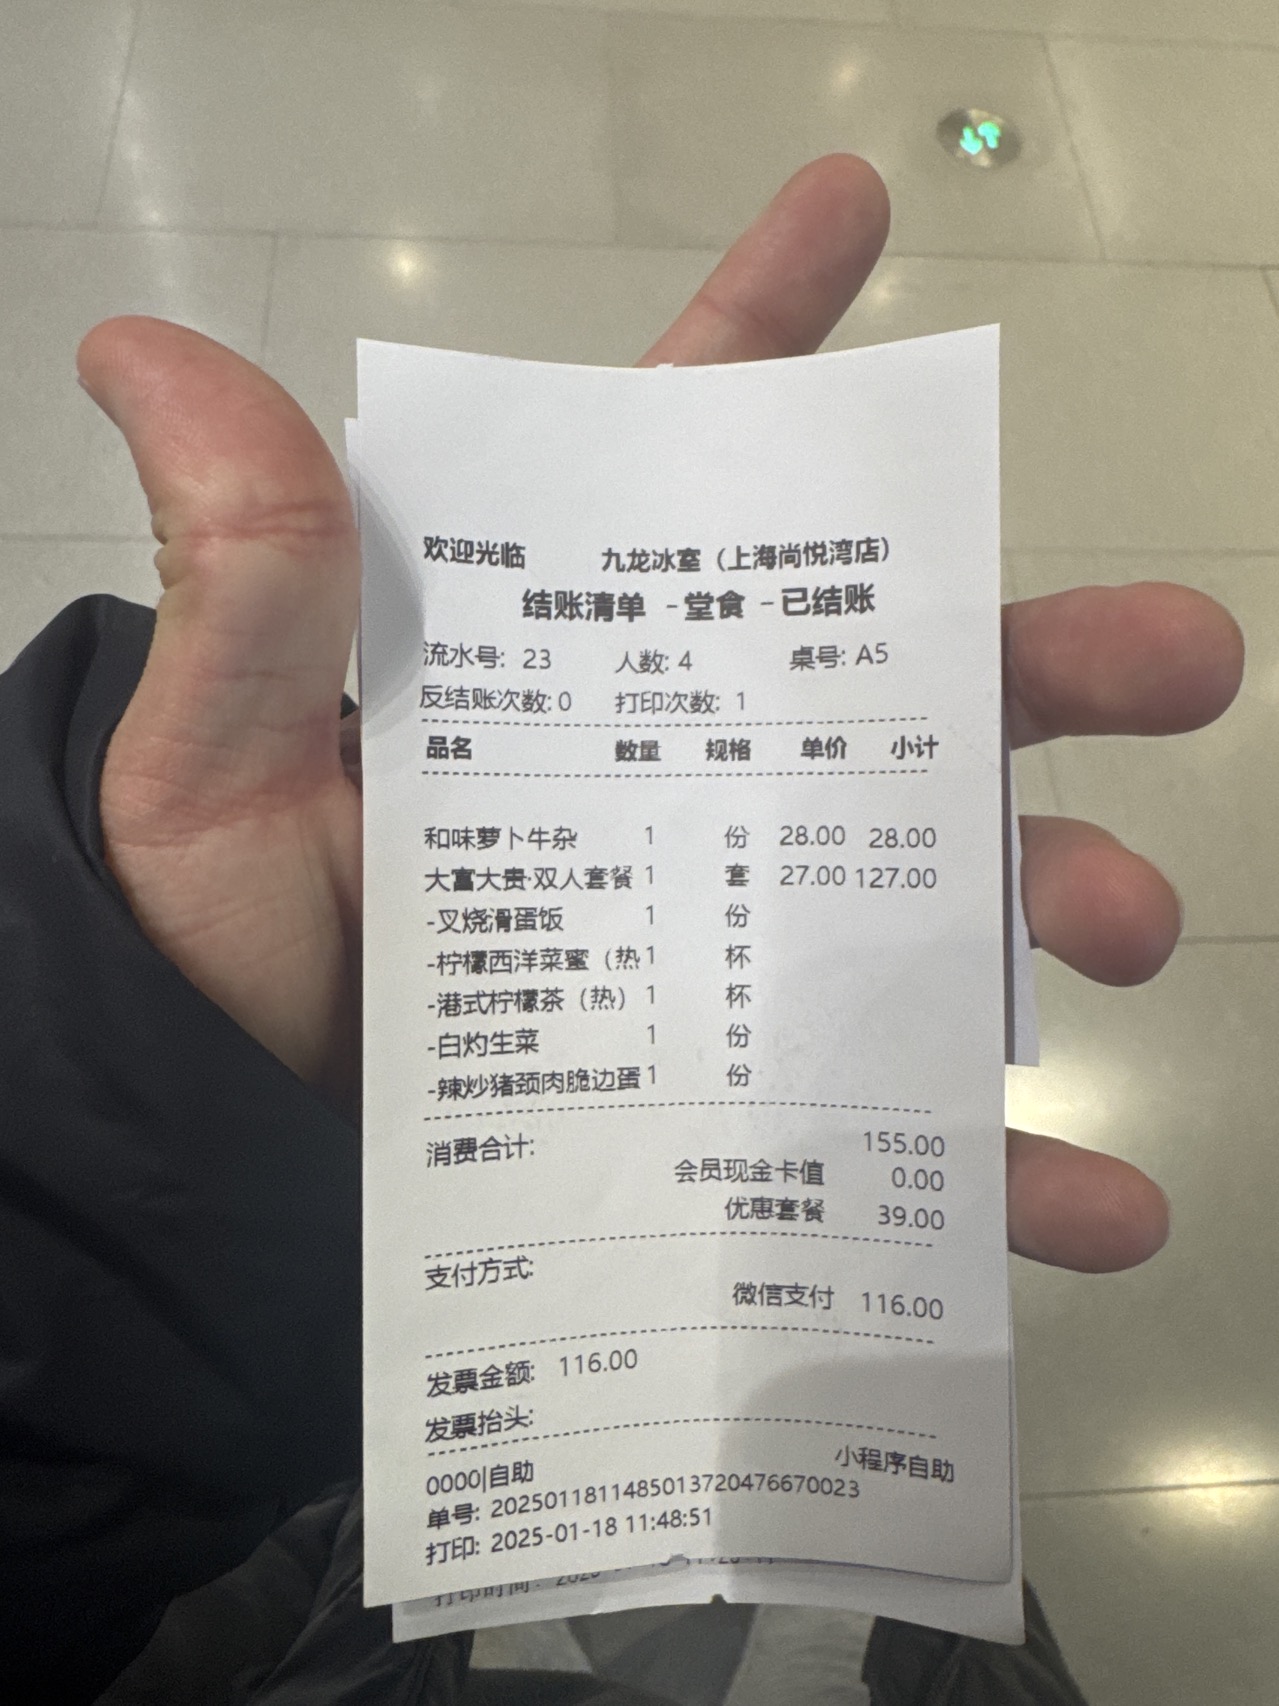 欢迎光临 九龙冰室（上海尚悦湾店）
结账清单 -堂食 -已结账
流水号: 23 人数: 4 桌号: A5
反结账次数: 0 打印次数: 1
品名 数量 规格 单价 小计
和味萝卜牛杂 1 份 28.00 28.00
大富大贵·双人套餐 1 套 27.00 127.00
-叉烧滑蛋饭 1 份
-柠檬西洋菜蜜（热 1 杯
-港式柠檬茶（热） 1 杯
-白灼生菜 1 份
-辣炒猪颈肉脆边蛋 1 份
消费合计: 155.00
会员现金卡值 0.00
优惠套餐 39.00
支付方式:
微信支付 116.00
发票金额: 116.00
发票抬头:
0000|自助 小程序自助
单号: 2025011811485013720476670023
打印: 2025-01-18 11:48:51
打印时间: